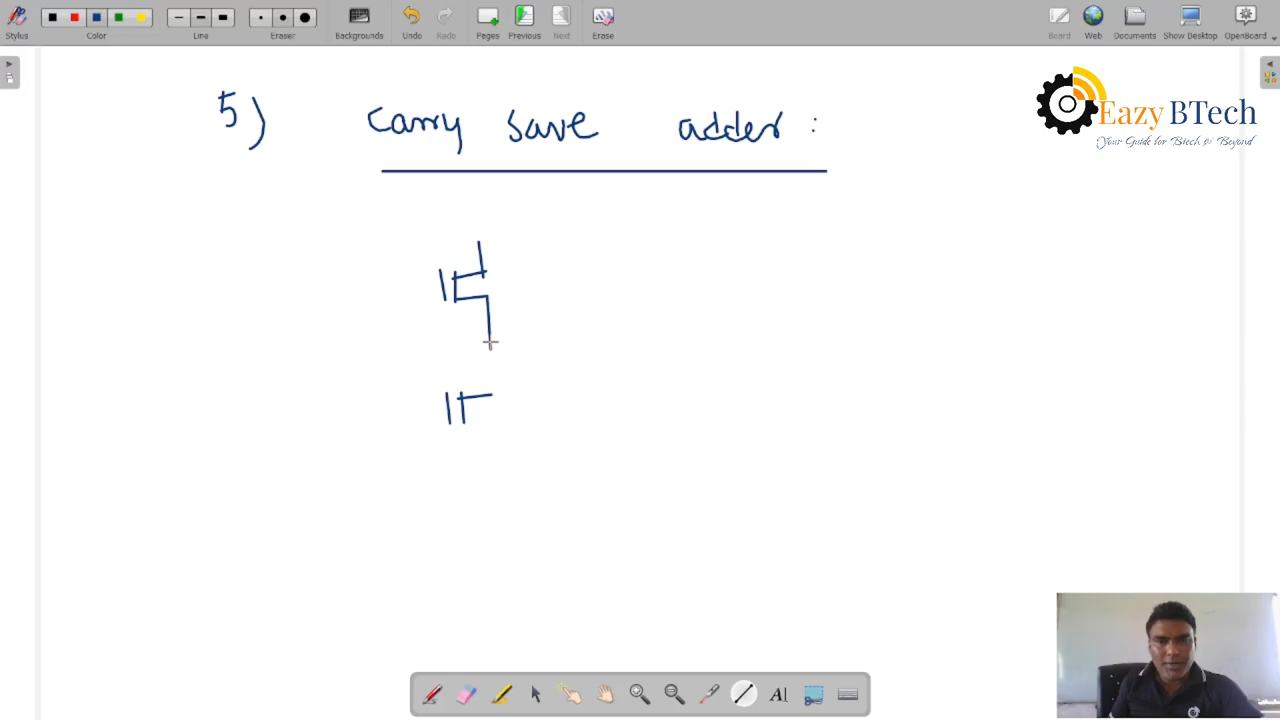 Stylus
Color
Line
Eraser
Backgrounds
Undo
Redo
Pages
Previous
Next
Erase
Board
Web
Documents
Show Desktop
OpenBoard
5) Carry save adder :
Eazy BTech
Your Guide for Btech & Beyond
AI